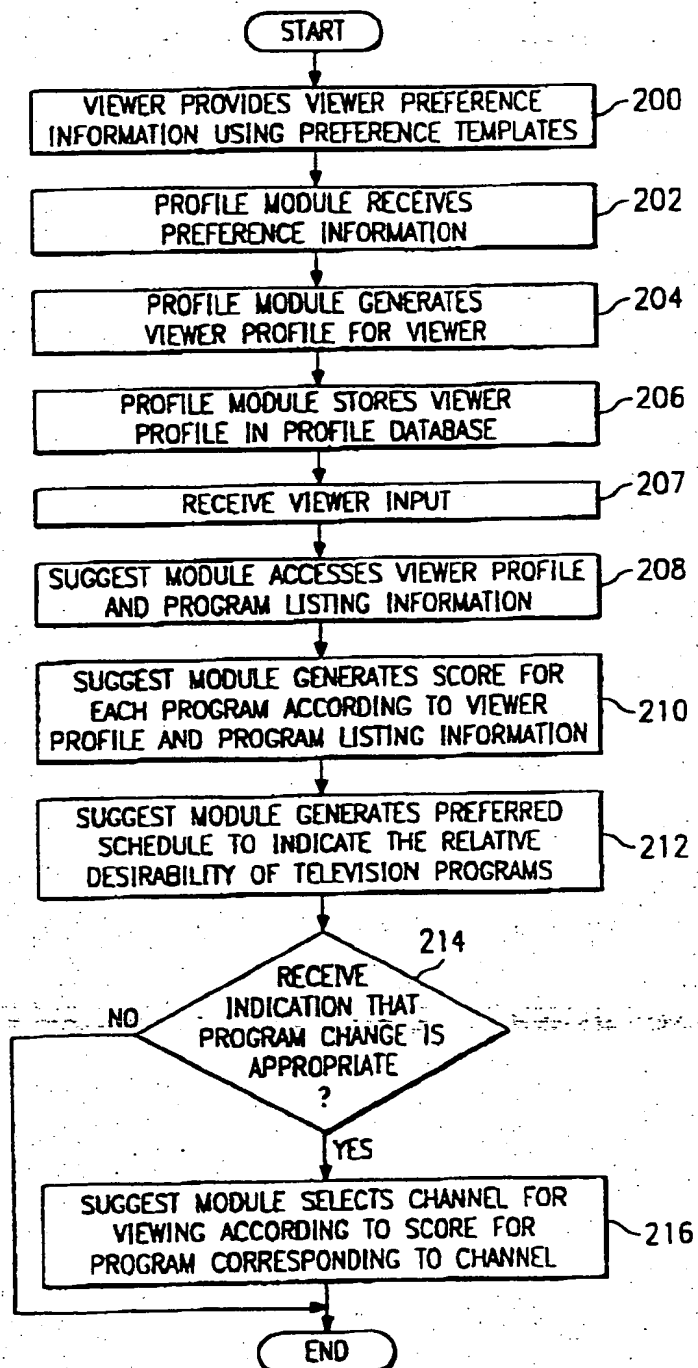 START
VIEWER PROVIDES VIEWER PREFERENCE
INFORMATION USING PREFERENCE TEMPLATES
200
PROFILE MODULE RECEIVES
PREFERENCE INFORMATION
202
PROFILE MODULE GENERATES
VIEWER PROFILE FOR VIEWER
204
PROFILE MODULE STORES VIEWER
PROFILE IN PROFILE DATABASE
206
RECEIVE VIEWER INPUT
207
SUGGEST MODULE ACCESSES VIEWER PROFILE
AND PROGRAM LISTING INFORMATION
208
SUGGEST MODULE GENERATES SCORE FOR
EACH PROGRAM ACCORDING TO VIEWER
PROFILE AND PROGRAM LISTING INFORMATION
210
SUGGEST MODULE GENERATES PREFERRED
SCHEDULE TO INDICATE THE RELATIVE
DESIRABILITY OF TELEVISION PROGRAMS
212
214
RECEIVE
INDICATION THAT
PROGRAM CHANGE IS
APPROPRIATE
?
NO
YES
SUGGEST MODULE SELECTS CHANNEL FOR
VIEWING ACCORDING TO SCORE FOR
PROGRAM CORRESPONDING TO CHANNEL
216
END